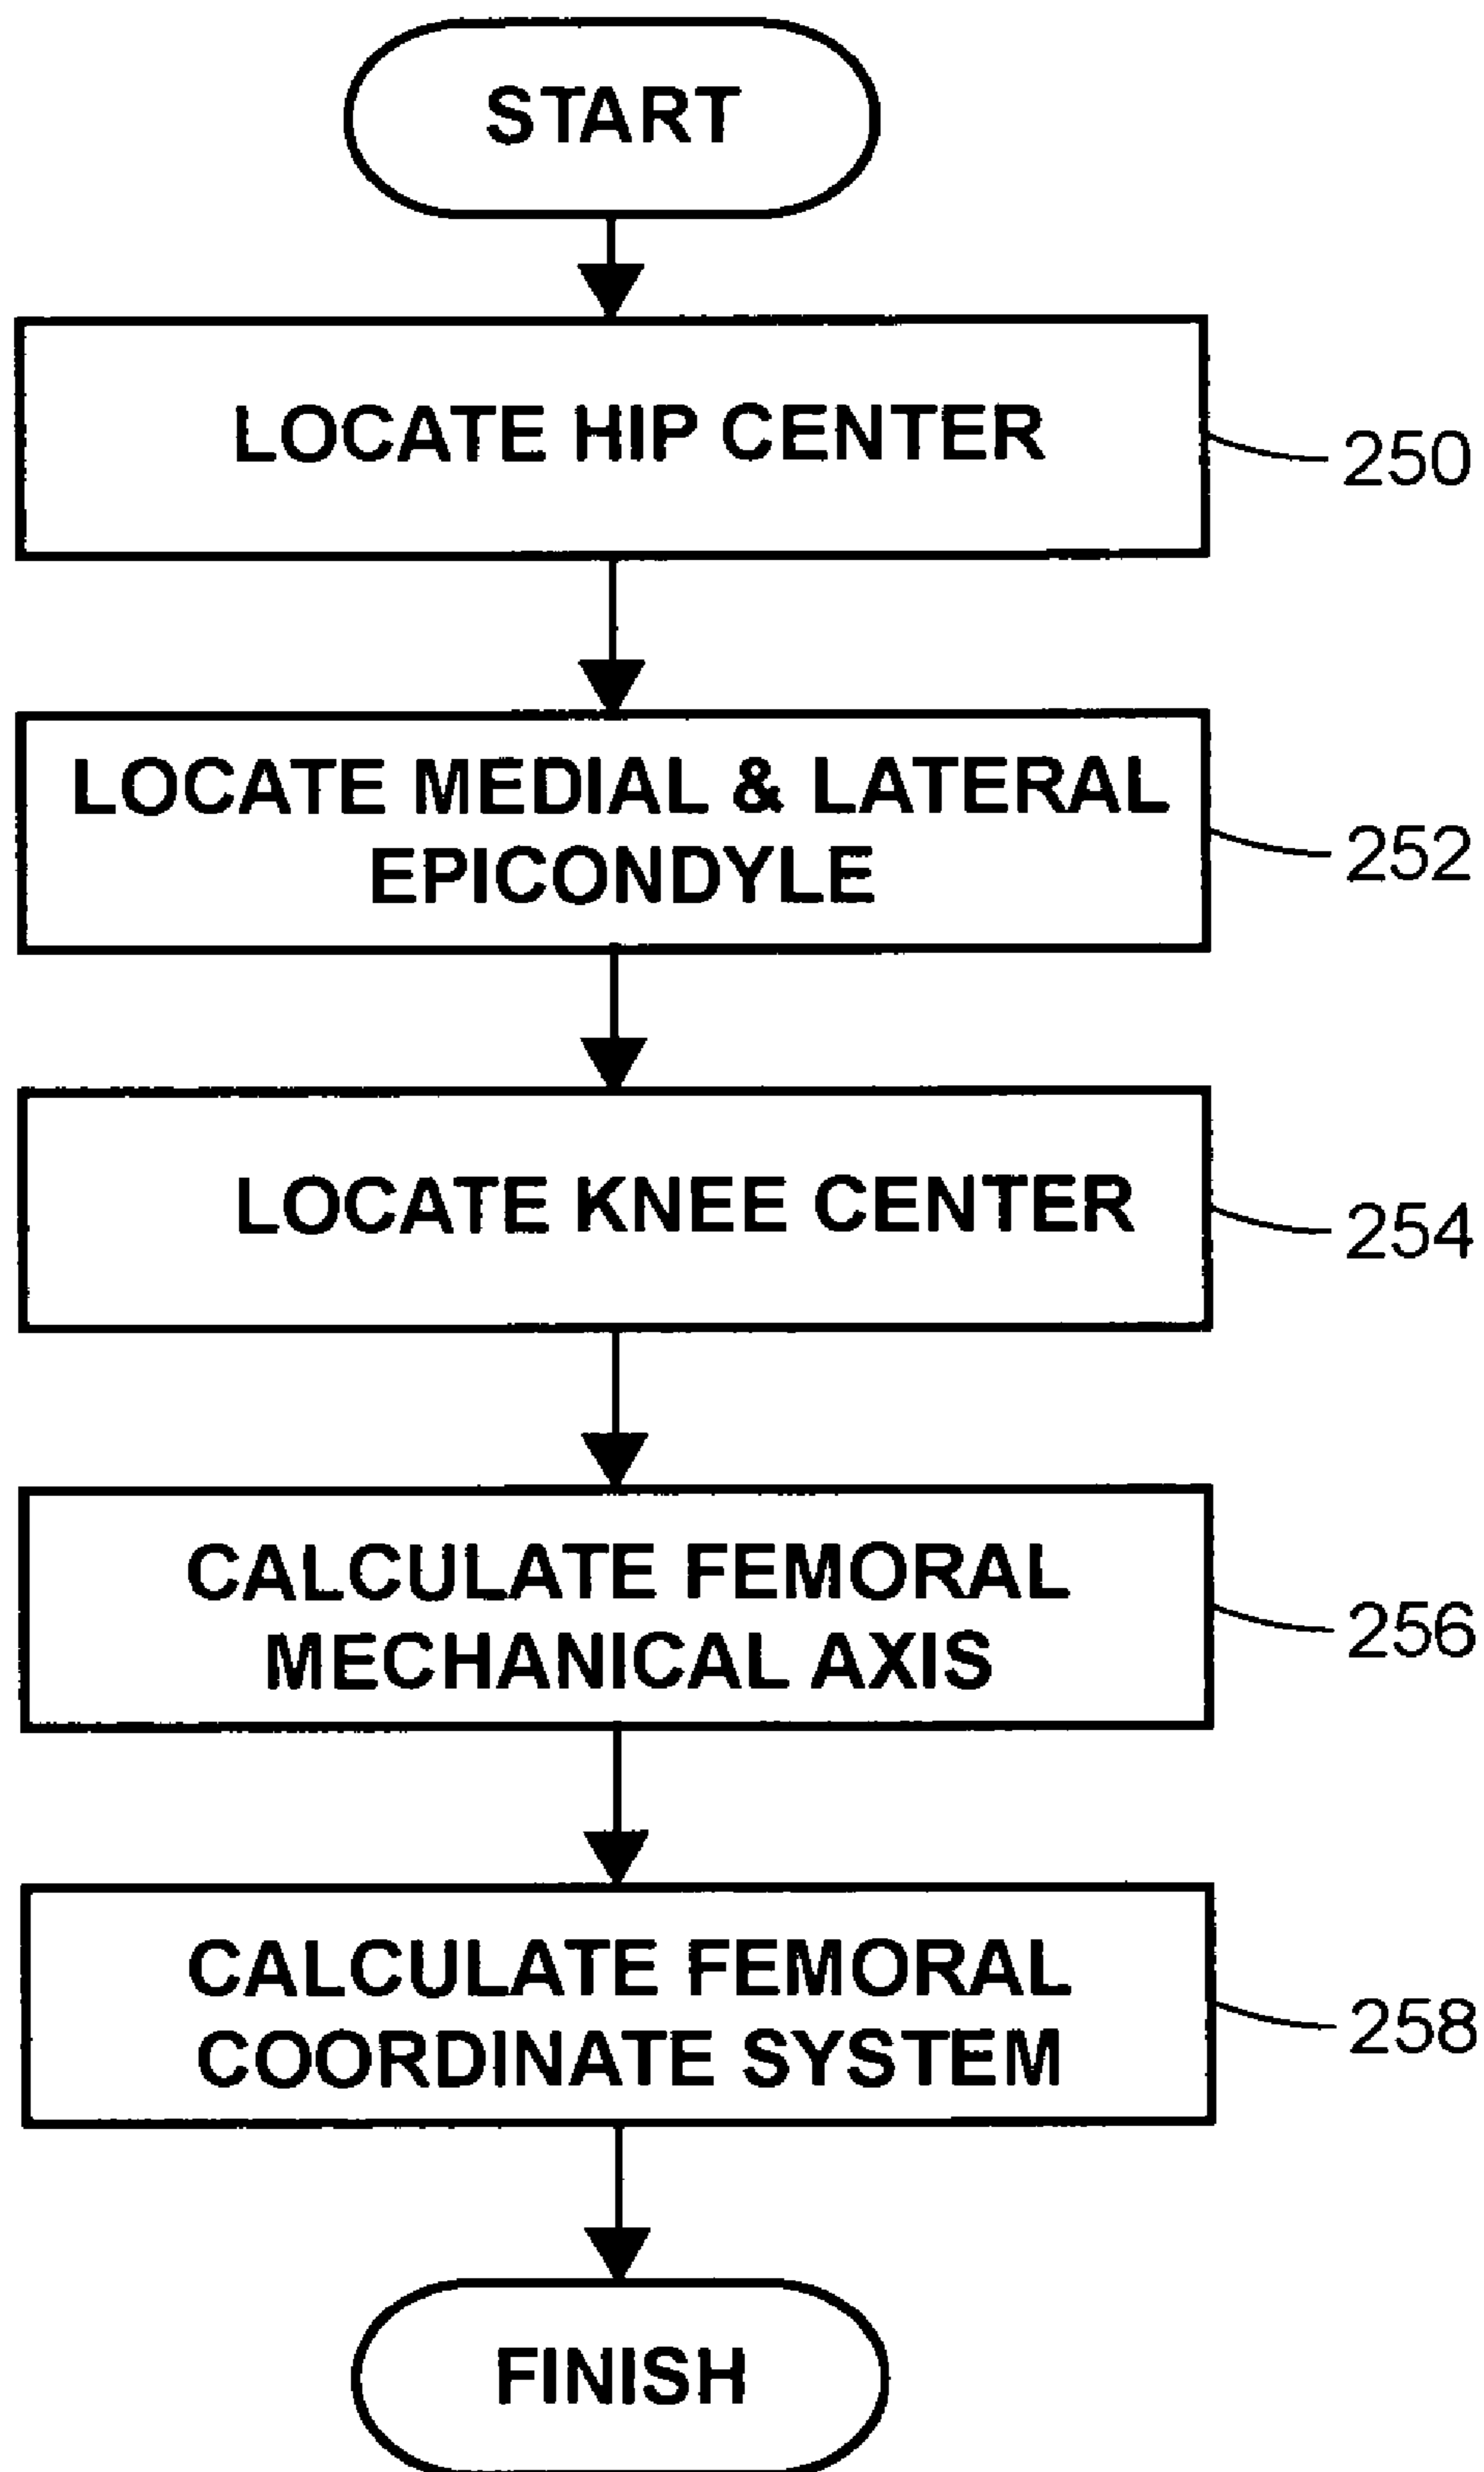 START
LOCATE HIP CENTER
250
LOCATE MEDIAL & LATERAL
EPICONDYLE
252
LOCATE KNEE CENTER
254
CALCULATE FEMORAL
MECHANICAL AXIS
256
CALCULATE FEMORAL
COORDINATE SYSTEM
258
FINISH